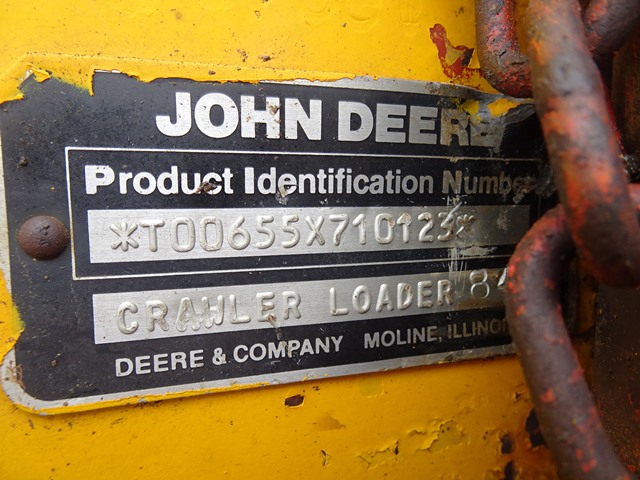 JOHN DEERE
Product Identification Number
*T00655X710123*
CRAWLER LOADER
DEERE & COMPANY MOLINE, ILLINOIS